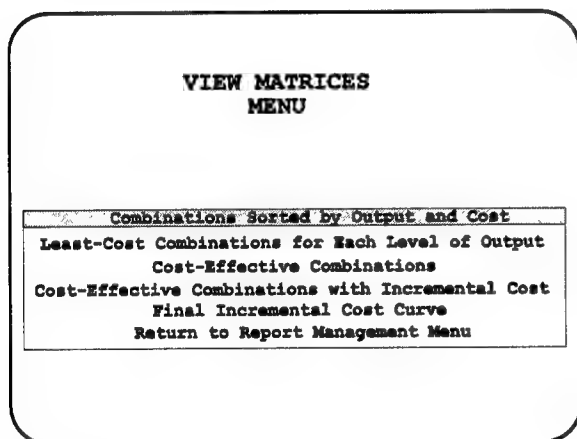 VIEW MATRICES
MENU
Combinations Sorted by Output and Cost
Least-Cost Combinations for Each Level of Output
Cost-Effective Combinations
Cost-Effective Combinations with Incremental Cost
Final Incremental Cost Curve
Return to Report Management Menu